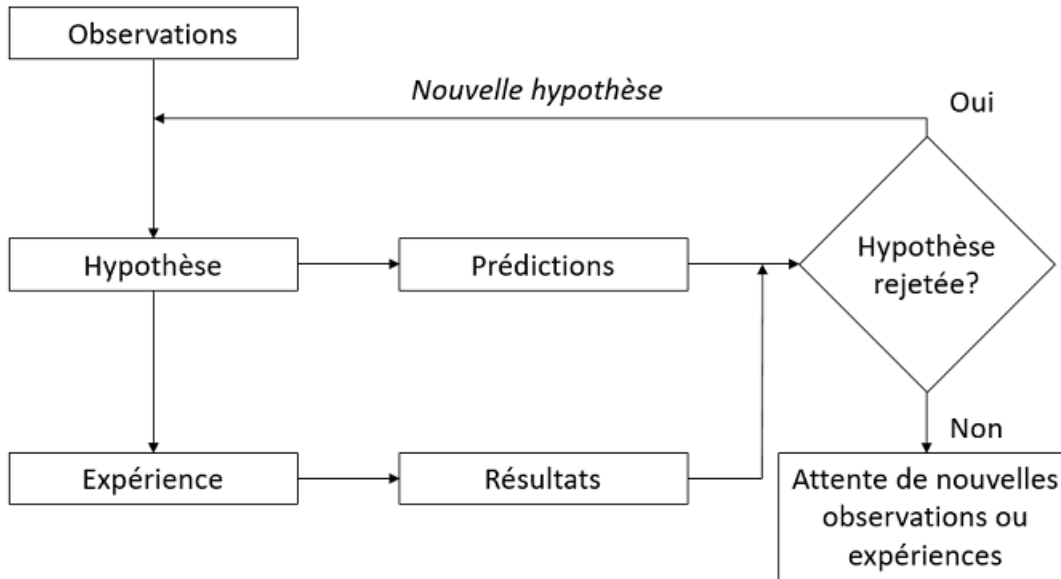 Observations
Nouvelle hypothèse
Oui
Hypothèse
Prédictions
Hypothèse
rejetée?
Non
Expérience
Résultats
Attente de nouvelles
observations ou
expériences